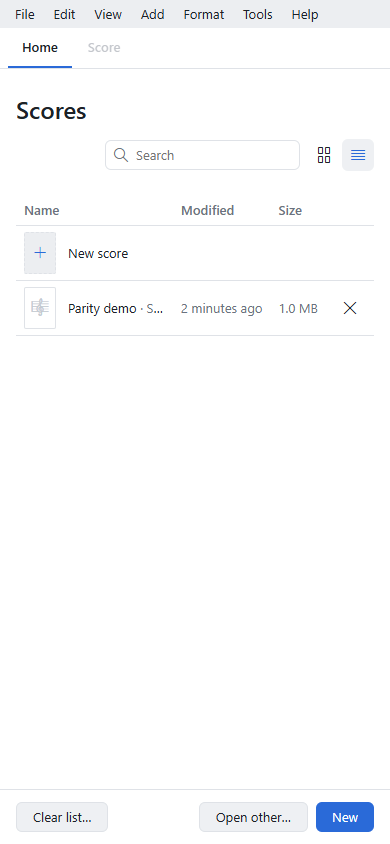 File Edit View Add Format Tools Help
Home Score
Scores
Search
Name Modified Size
New score
Parity demo · S... 2 minutes ago 1.0 MB
Clear list... Open other... New